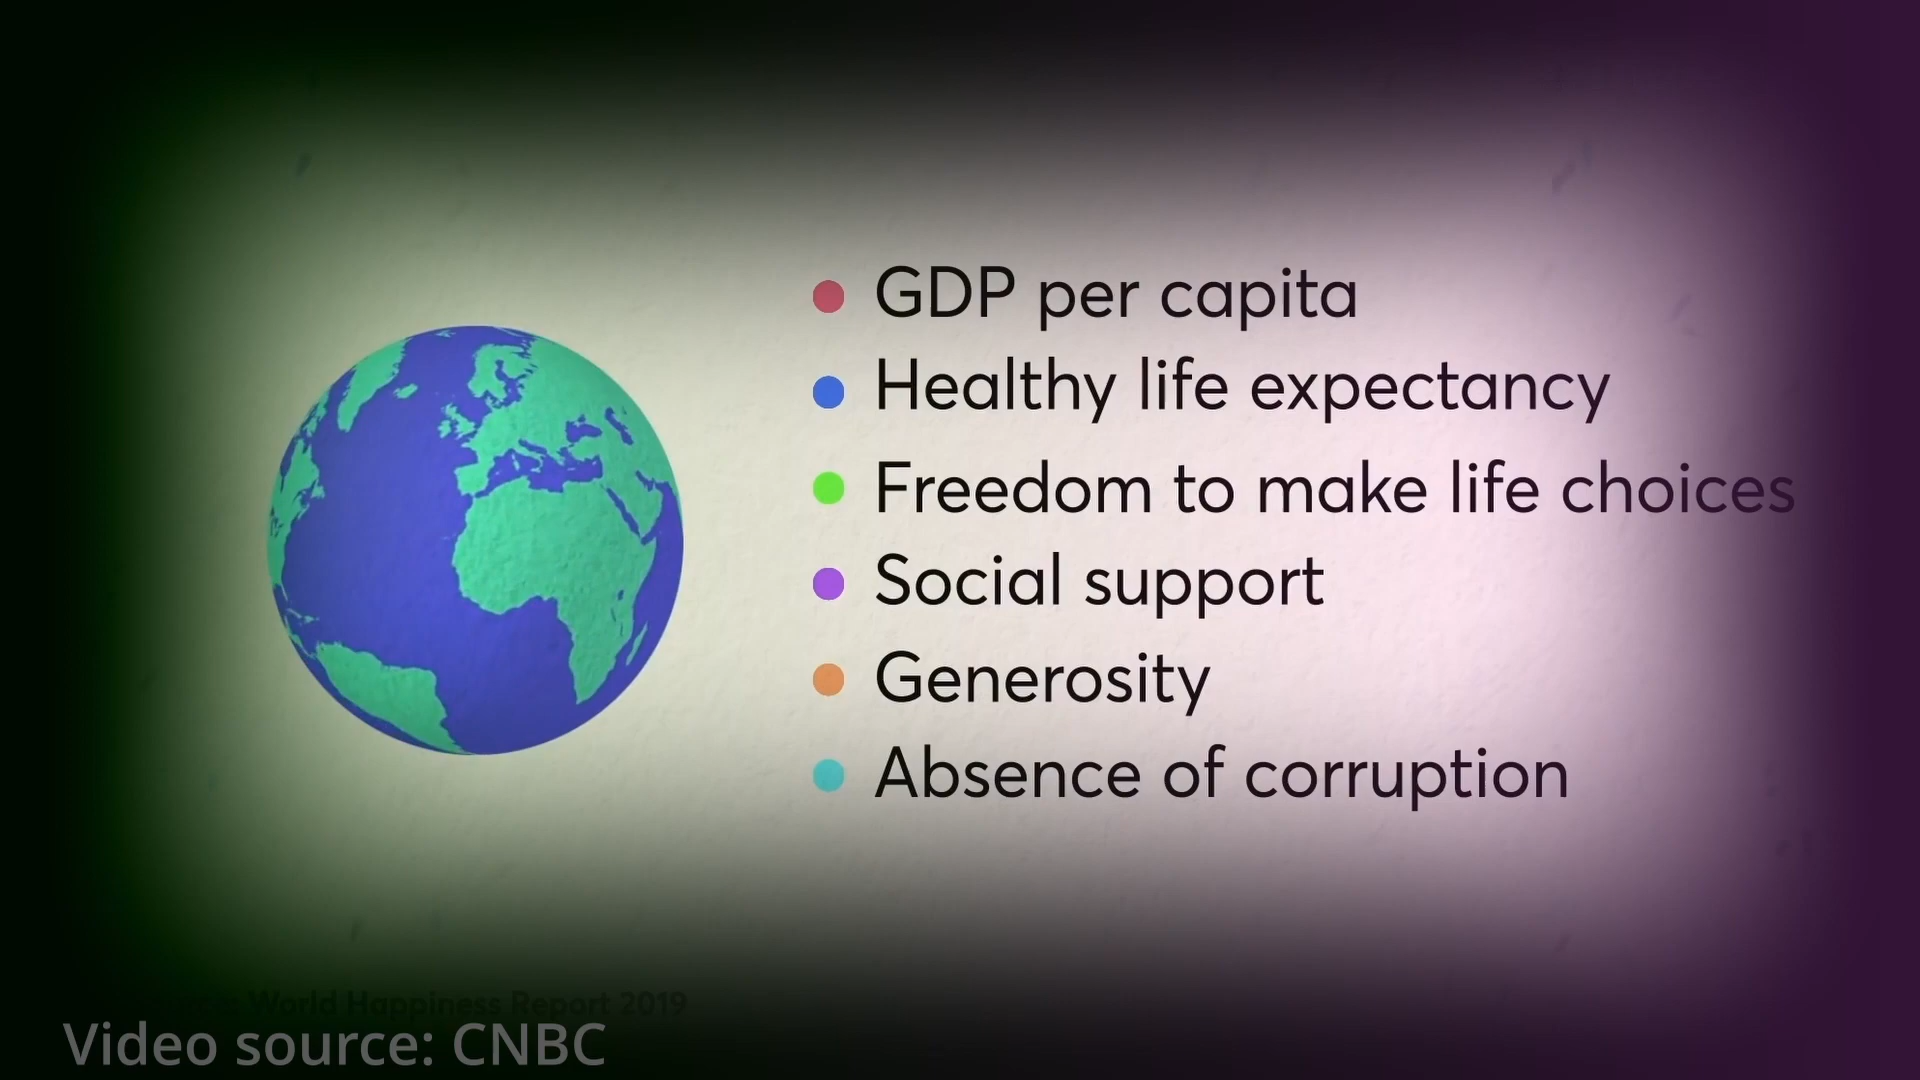 GDP per capita
Healthy life expectancy
Freedom to make life choices
Social support
Generosity
Absence of corruption
World Happiness Report 2019
Video source: CNBC